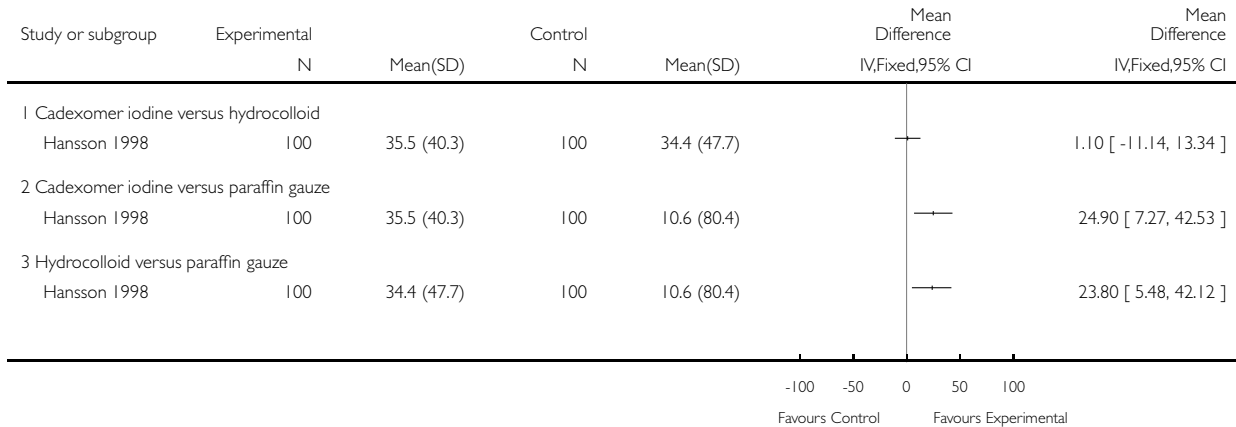 Mean Mean
Study or subgroup Experimental Control Difference Difference
N Mean(SD) N Mean(SD) IV,Fixed,95% CI IV,Fixed,95% CI
1 Cadexomer iodine versus hydrocolloid
Hansson 1998 100 35.5 (40.3) 100 34.4 (47.7) 1.10 [ -11.14, 13.34 ]
2 Cadexomer iodine versus paraffin gauze
Hansson 1998 100 35.5 (40.3) 100 10.6 (80.4) 24.90 [ 7.27, 42.53 ]
3 Hydrocolloid versus paraffin gauze
Hansson 1998 100 34.4 (47.7) 100 10.6 (80.4) 23.80 [ 5.48, 42.12 ]
-100 -50 0 50 100
Favours Control Favours Experimental